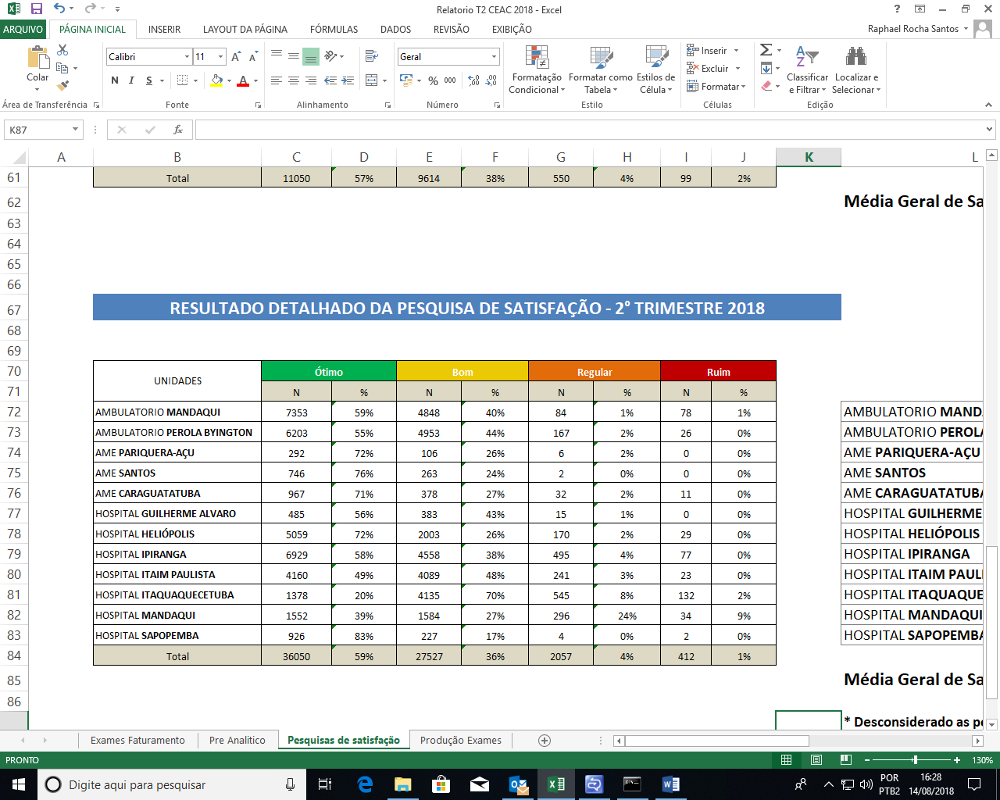 Relatorio T2 CEAC 2018 - Excel
ARQUIVO PÁGINA INICIAL INSERIR LAYOUT DA PÁGINA FÓRMULAS DADOS REVISÃO EXIBIÇÃO Raphael Rocha Santos
Colar
Calibri 11
N I S
Geral
% 000
Formatação Condicional
Formatar como Tabela
Estilos de Célula
Inserir
Excluir
Formatar
Classificar e Filtrar
Localizar e Selecionar
Área de Transferência Fonte Alinhamento Número Estilo Células Edição
K87 fx
A B C D E F G H I J K L
61 Total 11050 57% 9614 38% 550 4% 99 2%
62 Média Geral de Sa
63
64
65
66
67 RESULTADO DETALHADO DA PESQUISA DE SATISFAÇÃO - 2° TRIMESTRE 2018
68
69
70 UNIDADES Ótimo Bom Regular Ruim
71 N % N % N % N %
72 AMBULATORIO MANDAQUI 7353 59% 4848 40% 84 1% 78 1% AMBULATORIO MANDA
73 AMBULATORIO PEROLA BYINGTON 6203 55% 4953 44% 167 2% 26 0% AMBULATORIO PEROLA
74 AME PARIQUERA-AÇU 292 72% 106 26% 6 2% 0 0% AME PARIQUERA-AÇU
75 AME SANTOS 746 76% 263 24% 2 0% 0 0% AME SANTOS
76 AME CARAGUATATUBA 967 71% 378 27% 32 2% 11 0% AME CARAGUATATUBA
77 HOSPITAL GUILHERME ALVARO 485 56% 383 43% 15 1% 0 0% HOSPITAL GUILHERME
78 HOSPITAL HELIÓPOLIS 5059 72% 2003 26% 170 2% 29 0% HOSPITAL HELIÓPOLIS
79 HOSPITAL IPIRANGA 6929 58% 4558 38% 495 4% 77 0% HOSPITAL IPIRANGA
80 HOSPITAL ITAIM PAULISTA 4160 49% 4089 48% 241 3% 23 0% HOSPITAL ITAIM PAUL
81 HOSPITAL ITAQUAQUECETUBA 1378 20% 4135 70% 545 8% 132 2% HOSPITAL ITAQUAQUE
82 HOSPITAL MANDAQUI 1552 39% 1584 27% 296 24% 34 9% HOSPITAL MANDAQUI
83 HOSPITAL SAPOPEMBA 926 83% 227 17% 4 0% 2 0% HOSPITAL SAPOPEMBA
84 Total 36050 59% 27527 36% 2057 4% 412 1%
85 Média Geral de Sa
86
* Desconsiderado as pe
Exames Faturamento Pre Analitico Pesquisas de satisfação Produção Exames
PRONTO 130%
Digite aqui para pesquisar
POR 16:28
PTB2 14/08/2018